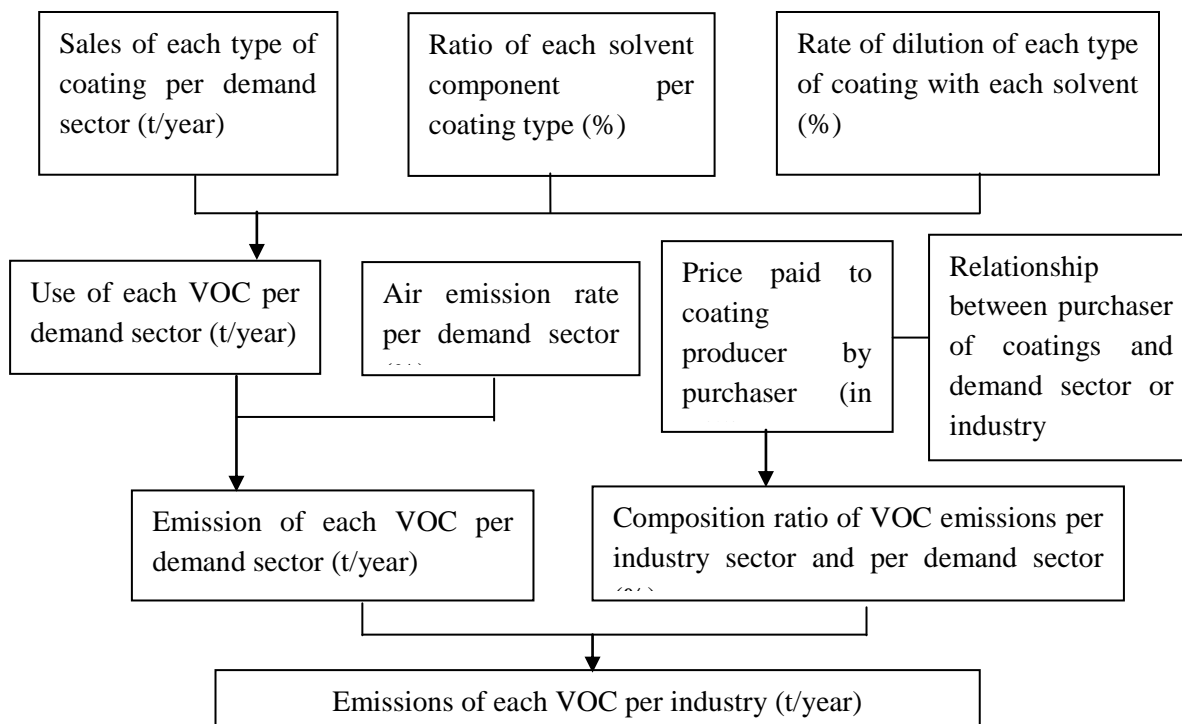 Sales of each type of
coating per demand
sector (t/year)
Ratio of each solvent
component per
coating type (%)
Rate of dilution of each type
of coating with each solvent
(%)
Use of each VOC per
demand sector (t/year)
Air emission rate
per demand sector
Price paid to
coating
producer by
purchaser (in
Relationship
between purchaser
of coatings and
demand sector or
industry
Emission of each VOC per
demand sector (t/year)
Composition ratio of VOC emissions per
industry sector and per demand sector
Emissions of each VOC per industry (t/year)